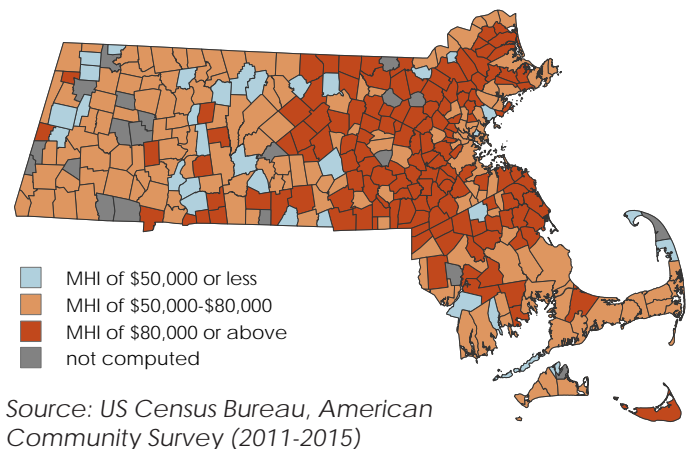 MHI of $50,000 or less
MHI of $50,000-$80,000
MHI of $80,000 or above
not computed
Source: US Census Bureau, American
Community Survey (2011-2015)